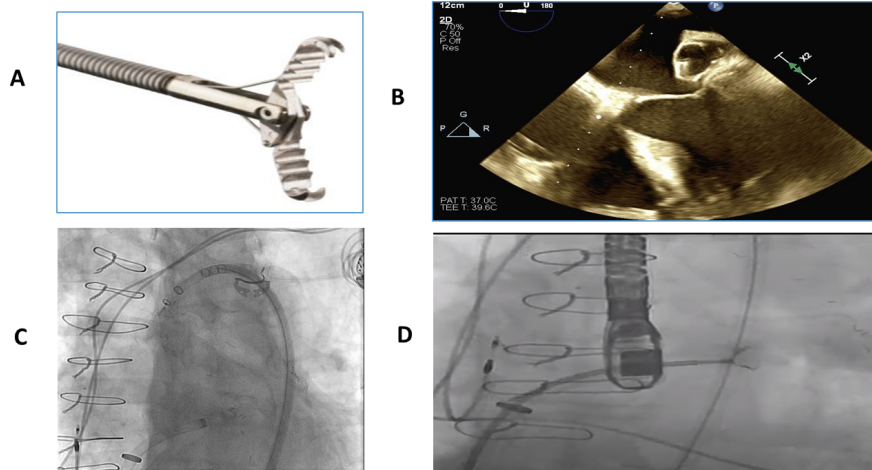 A
B
12cm
0 U 180
P
2D
70%
C 50
P Off
Res
X2
G
P R
PAT T: 37.0C
TEE T: 39.6C
C
D